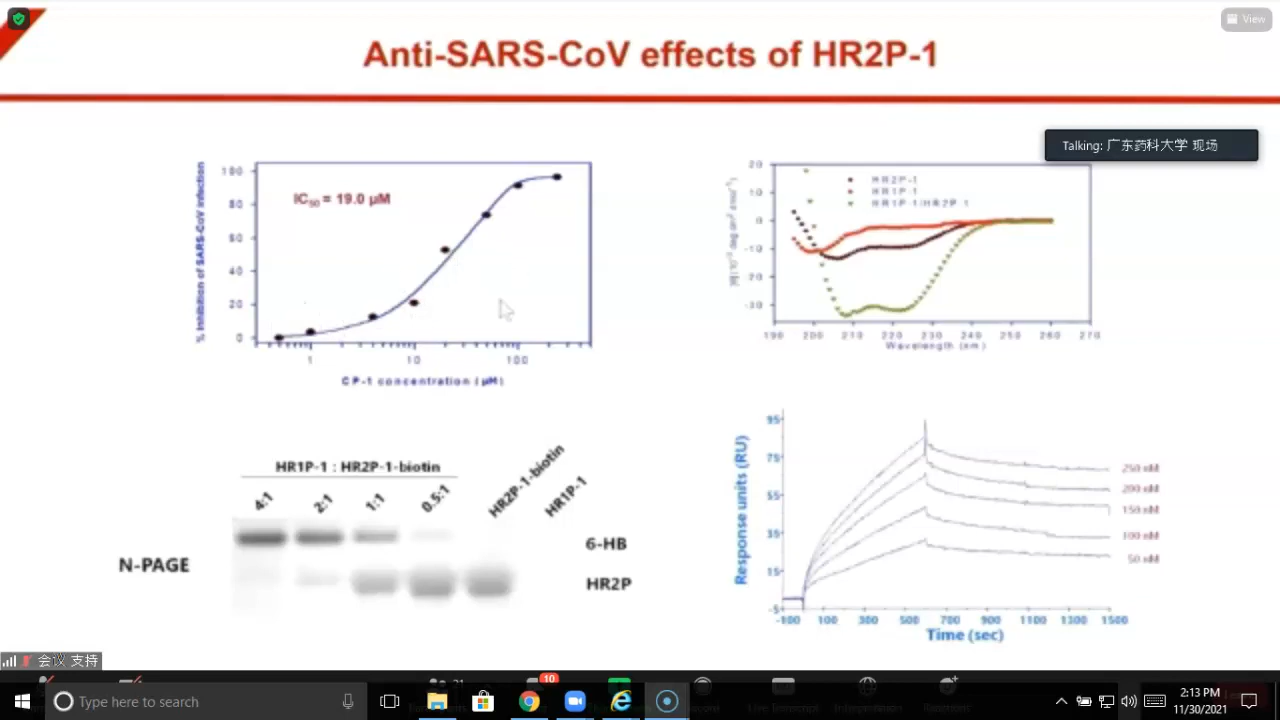 View
Anti-SARS-CoV effects of HR2P-1
Talking: 广东药科大学 现场
% Inhibition of SARS-CoV infection
100
80
60
40
20
0
IC50 = 19.0 μM
1 10 100
CP-1 concentration (μM)
20
10
0
-10
-20
-30
HR2P-1
HR1P-1
HR1P-1/HR2P-1
190 200 210 220 230 240 250 260 270
Wavelength (nm)
HR1P-1 : HR2P-1-biotin
4:1
2:1
1:1
0.5:1
HR2P-1-biotin
HR1P-1
N-PAGE
6-HB
HR2P
Response units (RU)
95
75
55
35
15
-5
250 nM
200 nM
150 nM
100 nM
50 nM
-100 100 300 500 700 900 1100 1300 1500
Time (sec)
会议 支持
Type here to search
10
2:13 PM
11/30/2021